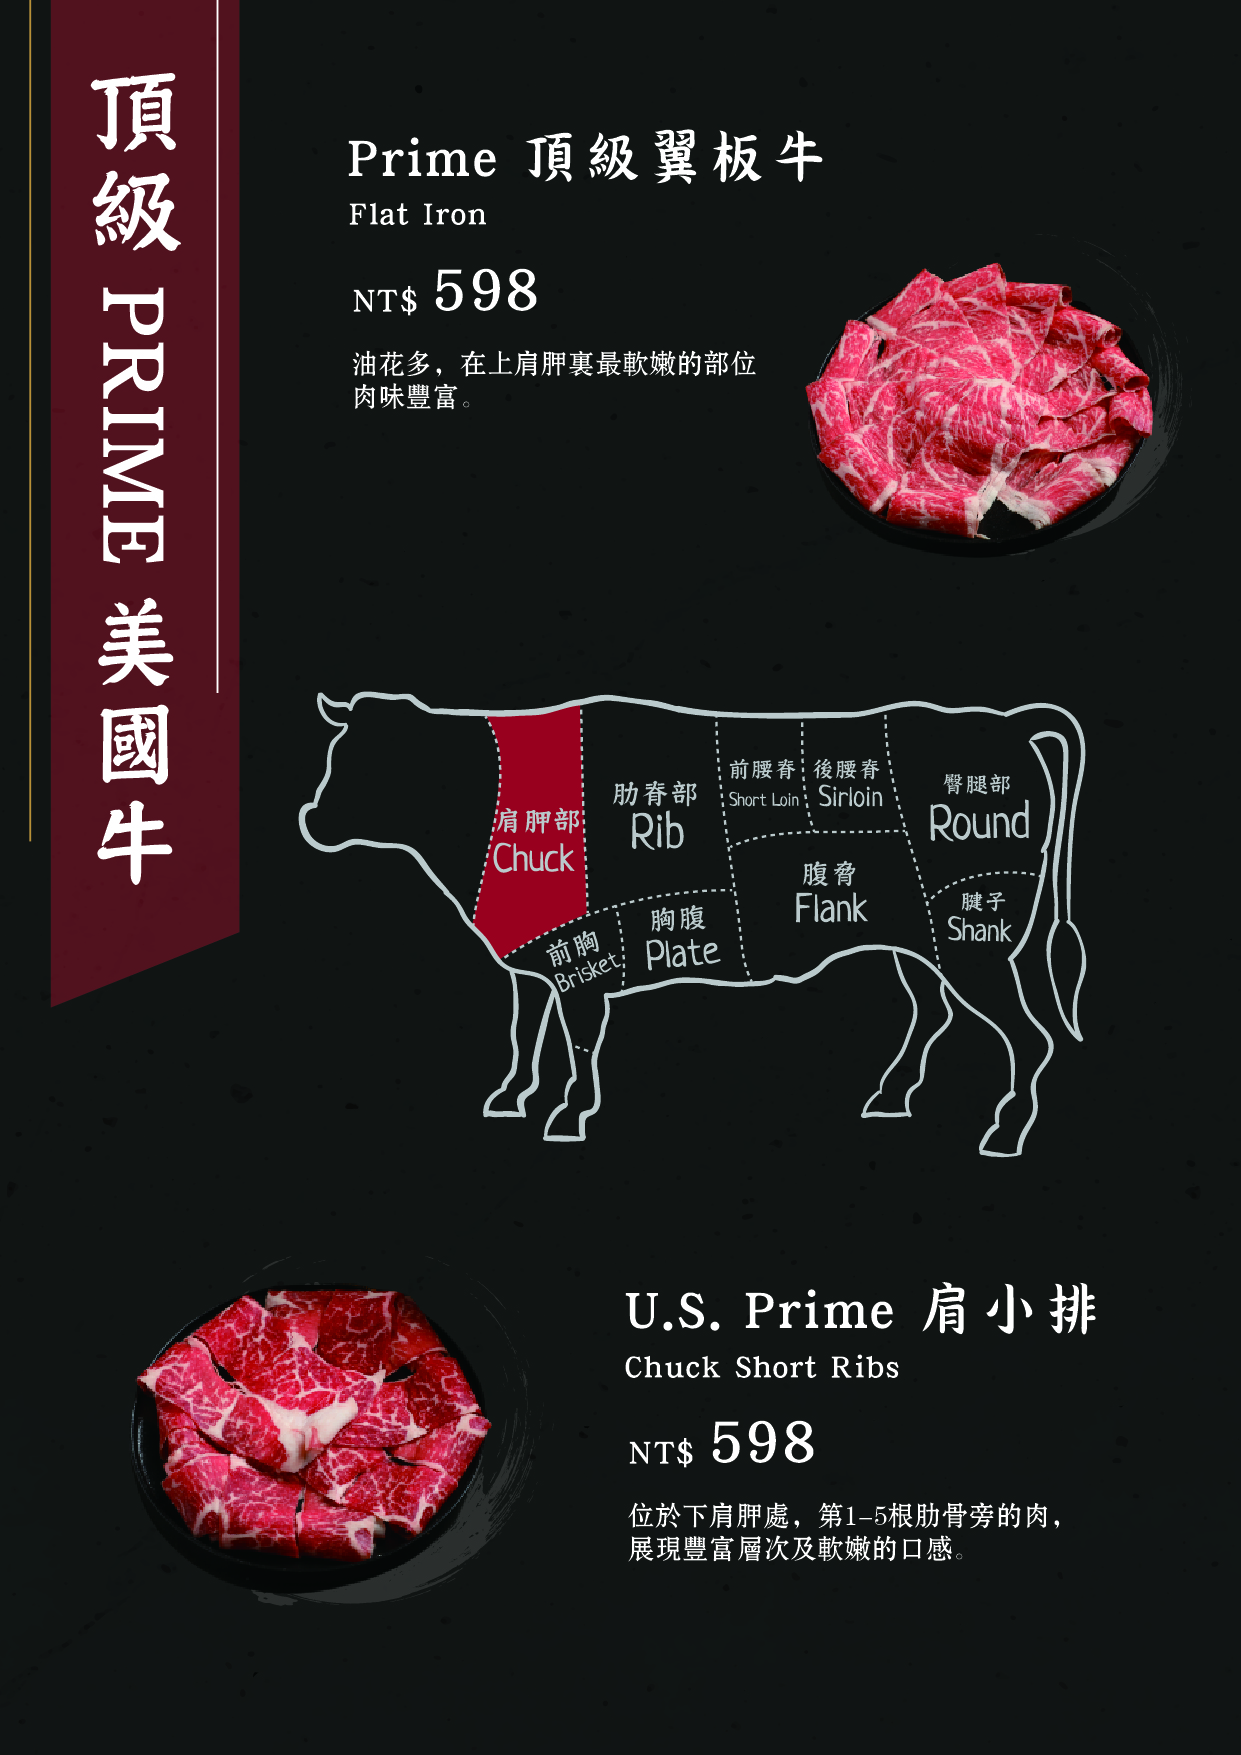 頂級 PRIME 美國牛
Prime 頂級翼板牛
Flat Iron
NT$ 598
油花多，在上肩胛裏最軟嫩的部位
肉味豐富。
肩胛部
Chuck
肋脊部
Rib
前腰脊
Short Loin
後腰脊
Sirloin
臀腿部
Round
腹脅
Flank
腱子
Shank
前胸
Brisket
胸腹
Plate
U.S. Prime 肩小排
Chuck Short Ribs
NT$ 598
位於下肩胛處，第1–5根肋骨旁的肉，
展現豐富層次及軟嫩的口感。